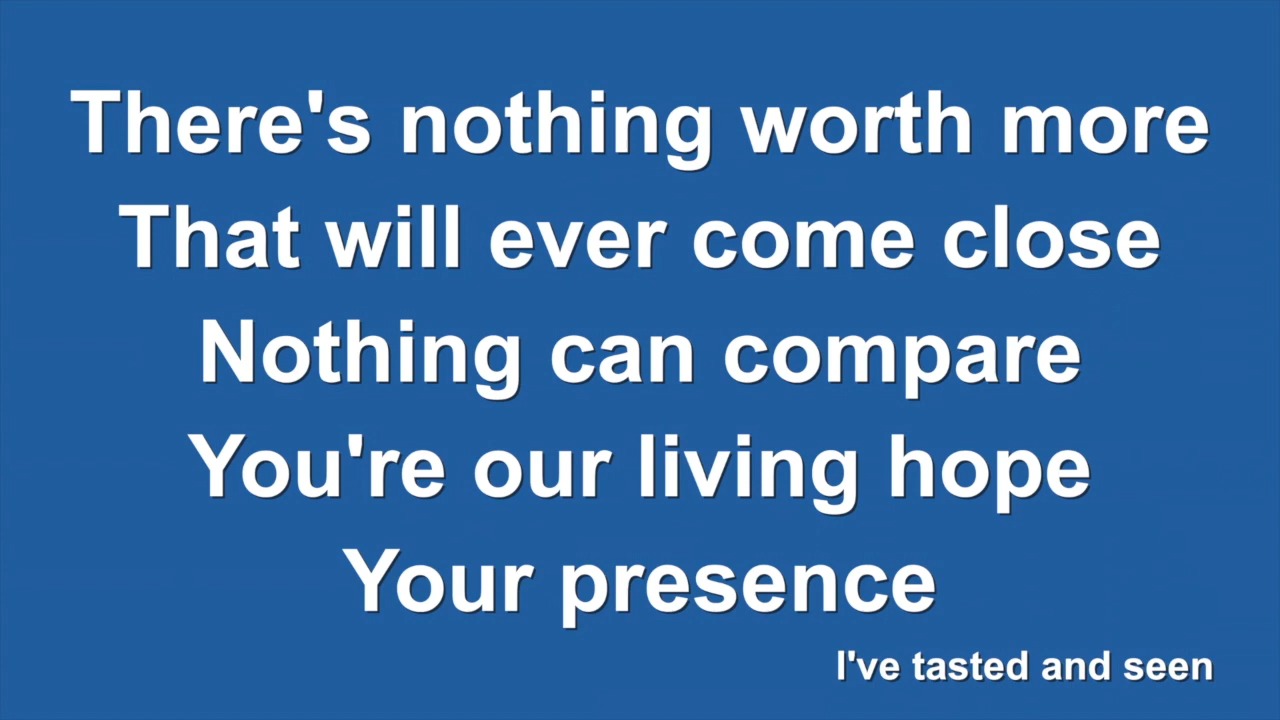 There's nothing worth more
That will ever come close
Nothing can compare
You're our living hope
Your presence
I've tasted and seen